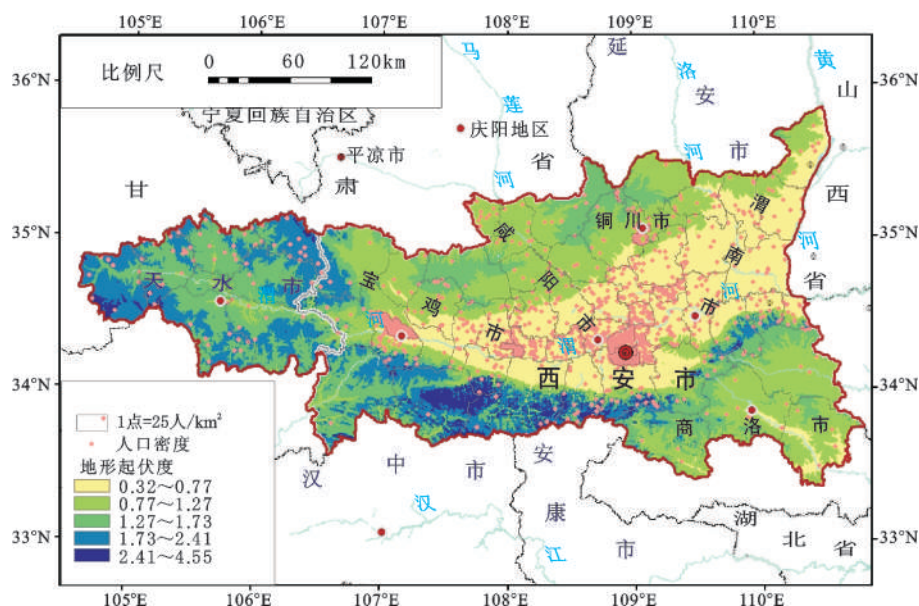 105°E 106°E 107°E 108°E 109°E 110°E
36°N
35°N
34°N
33°N
36°N
35°N
34°N
33°N
105°E 106°E 107°E 108°E 109°E 110°E
比例尺
0 60 120km
宁夏回族自治区
平凉市
庆阳地区
甘
肃
省
马
莲
河
延
安
市
洛
河
黄
河
山
西
省
天水市
渭
河
渭
河
宝
鸡
市
咸
阳
市
铜川市
渭
南
市
西安市
商洛市
汉中市
安
康
市
汉
江
湖
北省
1点=25人/km²
人口密度
地形起伏度
0.32～0.77
0.77～1.27
1.27～1.73
1.73～2.41
2.41～4.55